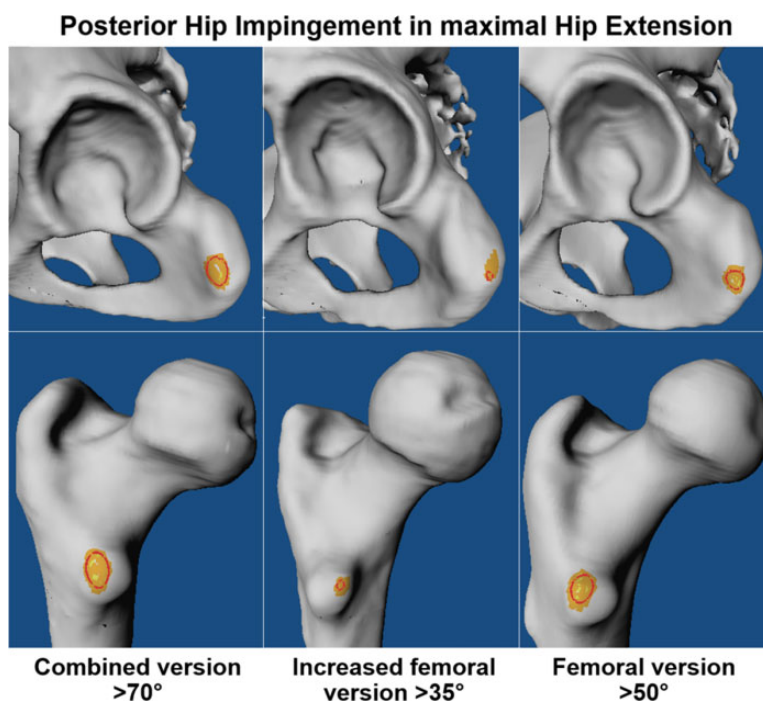 Posterior Hip Impingement in maximal Hip Extension
Combined version
>70°
Increased femoral
version >35°
Femoral version
>50°